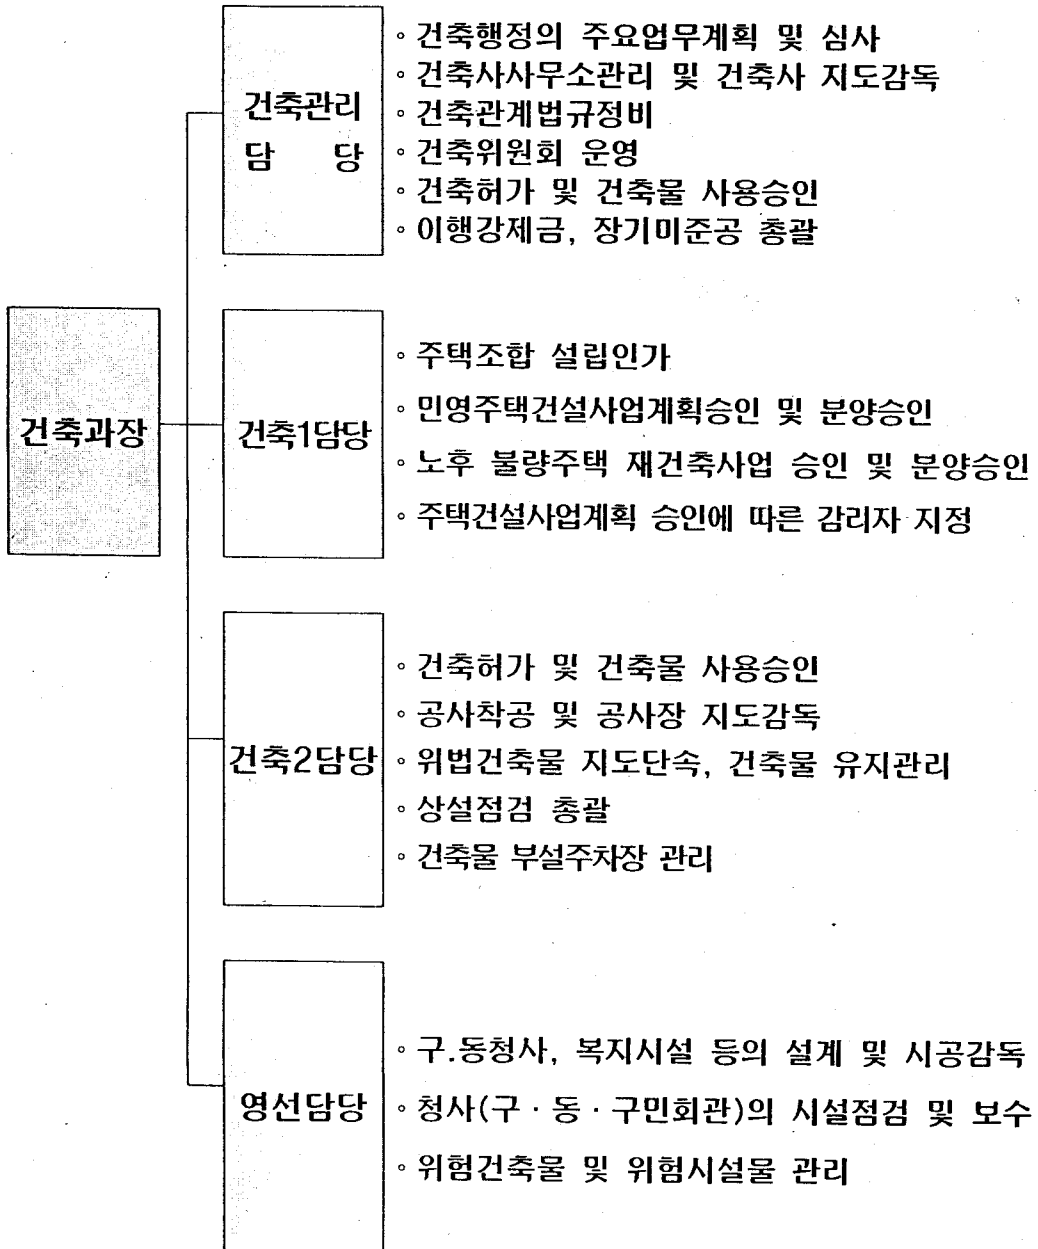 건축과장
건축관리
담 당
◦ 건축행정의 주요업무계획 및 심사
◦ 건축사사무소관리 및 건축사 지도감독
◦ 건축관계법규정비
◦ 건축위원회 운영
◦ 건축허가 및 건축물 사용승인
◦ 이행강제금, 장기미준공 총괄
건축1담당
◦ 주택조합 설립인가
◦ 민영주택건설사업계획승인 및 분양승인
◦ 노후 불량주택 재건축사업 승인 및 분양승인
◦ 주택건설사업계획 승인에 따른 감리자 지정
건축2담당
◦ 건축허가 및 건축물 사용승인
◦ 공사착공 및 공사장 지도감독
◦ 위법건축물 지도단속, 건축물 유지관리
◦ 상설점검 총괄
◦ 건축물 부설주차장 관리
영선담당
◦ 구.동청사, 복지시설 등의 설계 및 시공감독
◦ 청사(구 · 동 · 구민회관)의 시설점검 및 보수
◦ 위험건축물 및 위험시설물 관리